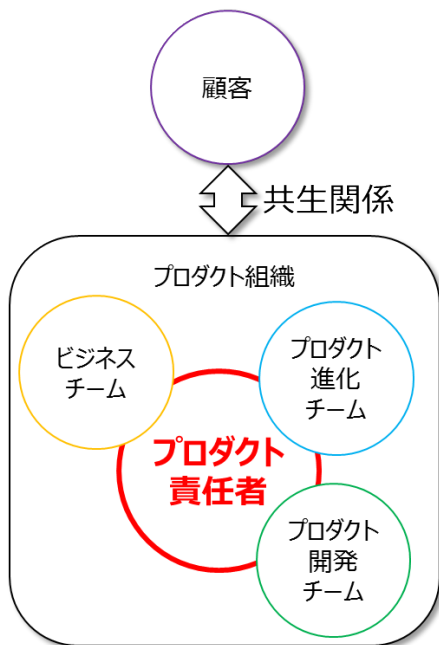 顧客
共生関係
プロダクト組織
ビジネス
チーム
プロダクト
進化
チーム
プロダクト
責任者
プロダクト
開発
チーム